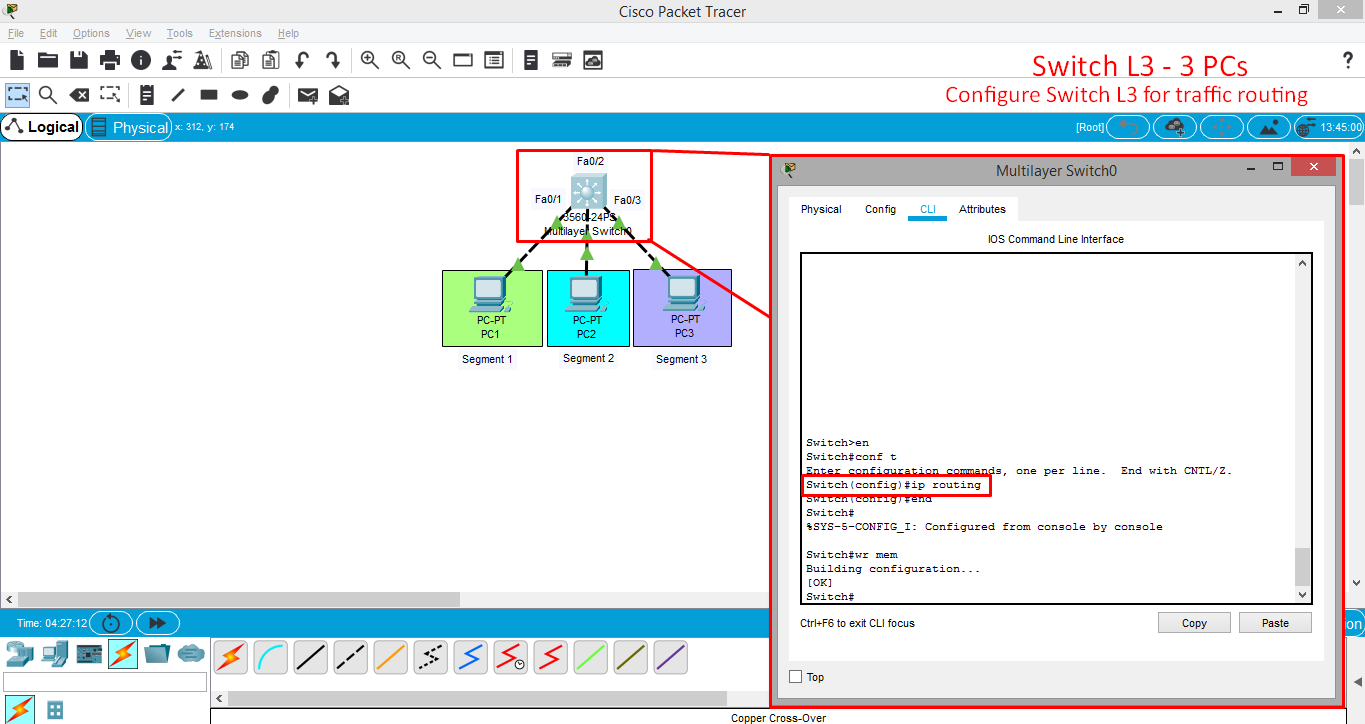 Cisco Packet Tracer
File Edit Options View Tools Extensions Help
Switch L3 - 3 PCs
Configure Switch L3 for traffic routing
?
Logical
Physical
x: 312, y: 174
[Root]
13:45:00
Fa0/2
Fa0/1
Fa0/3
3560-24PS
Multilayer Switch0
PC-PT
PC1
PC-PT
PC2
PC-PT
PC3
Segment 1
Segment 2
Segment 3
Multilayer Switch0
Physical Config CLI Attributes
IOS Command Line Interface
Switch>en
Switch#conf t
Enter configuration commands, one per line. End with CNTL/Z.
Switch(config)#ip routing
Switch(config)#end
Switch#
%SYS-5-CONFIG_I: Configured from console by console
Switch#wr mem
Building configuration...
[OK]
Switch#
Ctrl+F6 to exit CLI focus
Copy
Paste
Top
Time: 04:27:12
on
Copper Cross-Over